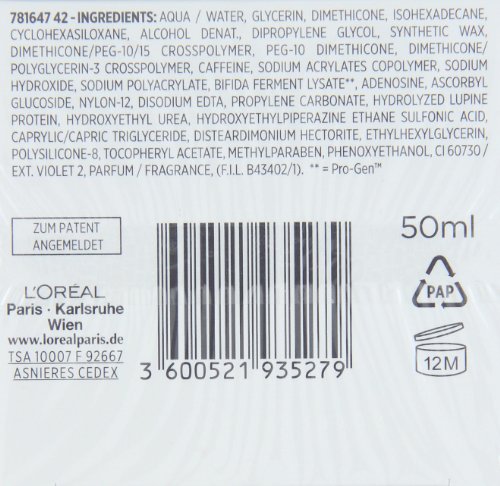 781647 42 - INGREDIENTS: AQUA / WATER, GLYCERIN, DIMETHICONE, ISOHEXADECANE,
CYCLOHEXASILOXANE, ALCOHOL DENAT., DIPROPYLENE GLYCOL, SYNTHETIC WAX,
DIMETHICONE/PEG-10/15 CROSSPOLYMER, PEG-10 DIMETHICONE, DIMETHICONE/
POLYGLYCERIN-3 CROSSPOLYMER, CAFFEINE, SODIUM ACRYLATES COPOLYMER, SODIUM
HYDROXIDE, SODIUM POLYACRYLATE, BIFIDA FERMENT LYSATE**, ADENOSINE, ASCORBYL
GLUCOSIDE, NYLON-12, DISODIUM EDTA, PROPYLENE CARBONATE, HYDROLYZED LUPINE
PROTEIN, HYDROXYETHYL UREA, HYDROXYETHYLPIPERAZINE ETHANE SULFONIC ACID,
CAPRYLIC/CAPRIC TRIGLYCERIDE, DISTEARDIMONIUM HECTORITE, ETHYLHEXYLGLYCERIN,
POLYSILICONE-8, TOCOPHERYL ACETATE, METHYLPARABEN, PHENOXYETHANOL, CI 60730 /
EXT. VIOLET 2, PARFUM / FRAGRANCE, (F.I.L. B43402/1). ** = Pro-Gen™
ZUM PATENT
ANGEMELDET
50ml
L'ORÉAL
Paris · Karlsruhe
Wien
www.lorealparis.de
TSA 10007 F 92667
ASNIERES CEDEX
PAP
12M
3 600521 935279